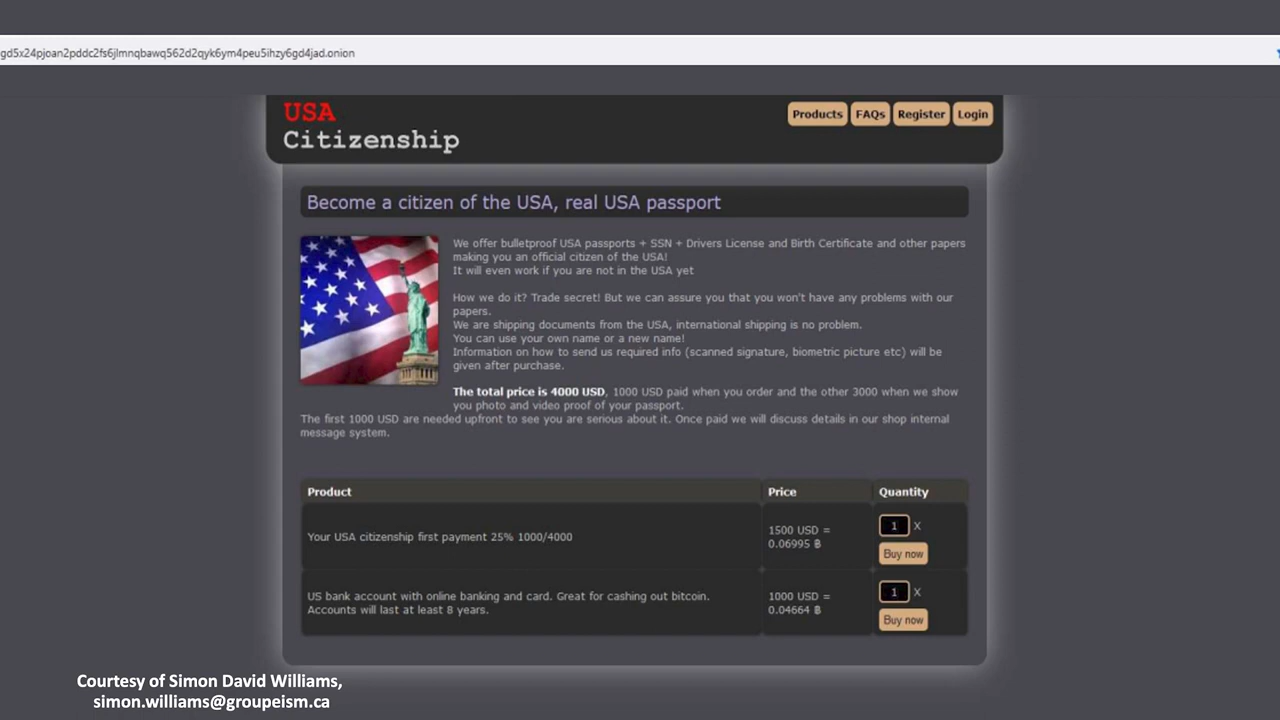 gd5x24pjoan2pddc2fs6jlmnqbawq562d2qyk6ym4peu5ihzy6gd4jad.onion
USA
Citizenship
Products
FAQs
Register
Login
Become a citizen of the USA, real USA passport
We offer bulletproof USA passports + SSN + Drivers License and Birth Certificate and other papers
making you an official citizen of the USA!
It will even work if you are not in the USA yet
How we do it? Trade secret! But we can assure you that you won't have any problems with our
papers.
We are shipping documents from the USA, international shipping is no problem.
You can use your own name or a new name!
Information on how to send us required info (scanned signature, biometric picture etc) will be
given after purchase.
The total price is 4000 USD, 1000 USD paid when you order and the other 3000 when we show
you photo and video proof of your passport.
The first 1000 USD are needed upfront to see you are serious about it. Once paid we will discuss details in our shop internal
message system.
Product Price Quantity
Your USA citizenship first payment 25% 1000/4000
1500 USD =
0.06995 ฿
1 X
Buy now
US bank account with online banking and card. Great for cashing out bitcoin.
Accounts will last at least 8 years.
1000 USD =
0.04664 ฿
1 X
Buy now
Courtesy of Simon David Williams,
simon.williams@groupeism.ca